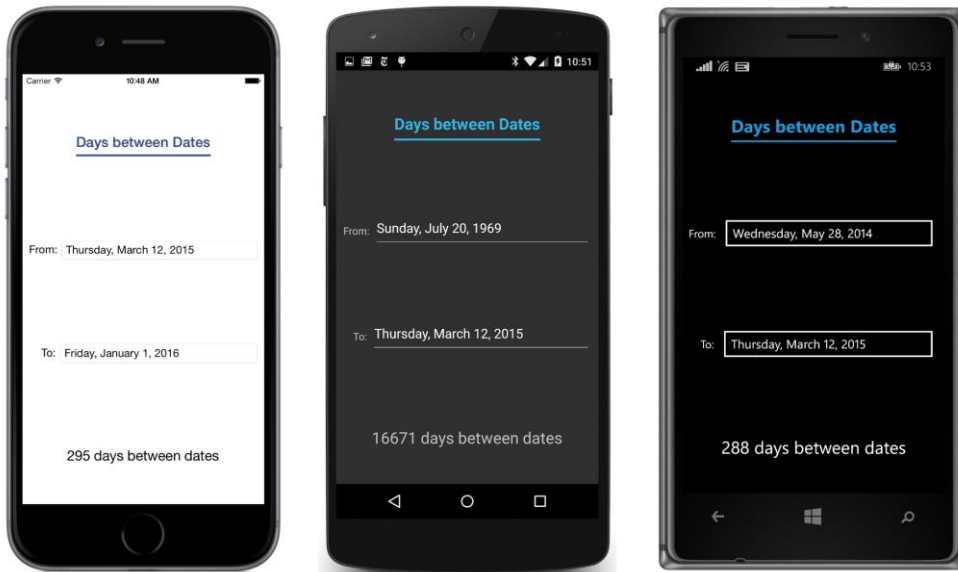 Carrier 10:48 AM
Days between Dates
From: Thursday, March 12, 2015
To: Friday, January 1, 2016
295 days between dates
10:51
Days between Dates
From: Sunday, July 20, 1969
To: Thursday, March 12, 2015
16671 days between dates
10:53
Days between Dates
From: Wednesday, May 28, 2014
To: Thursday, March 12, 2015
288 days between dates